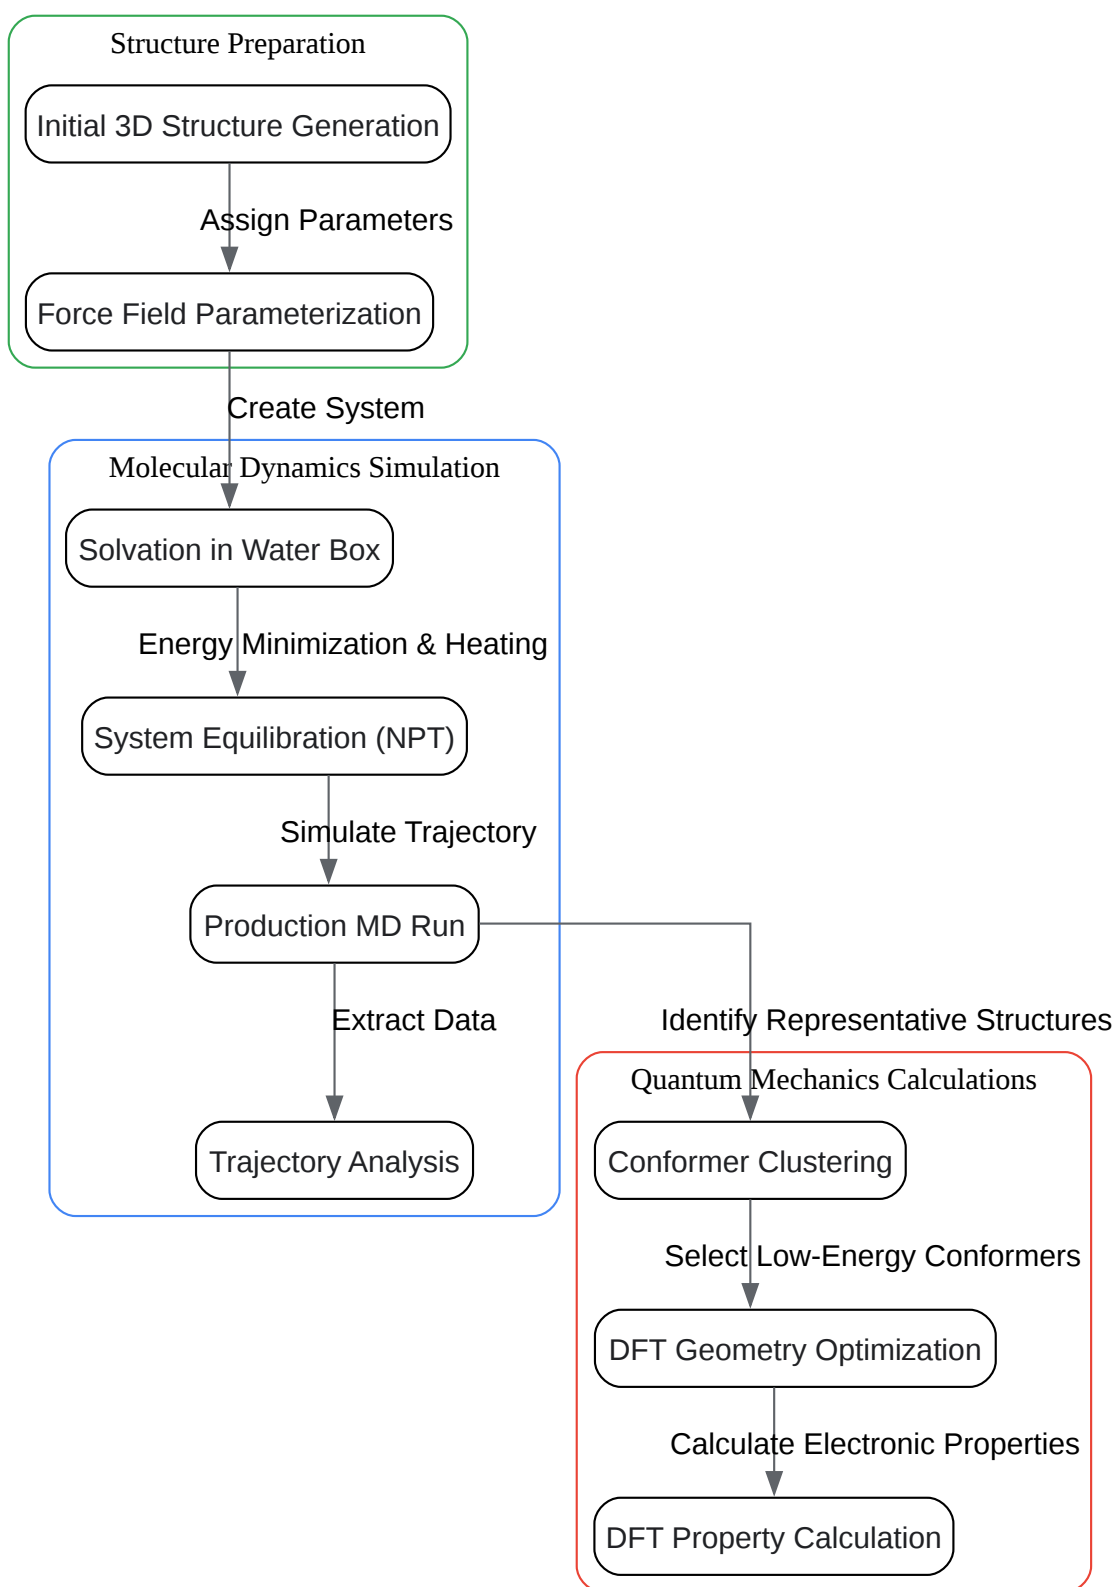 Structure Preparation
Initial 3D Structure Generation
Assign Parameters
Force Field Parameterization
Create System
Molecular Dynamics Simulation
Solvation in Water Box
Energy Minimization & Heating
System Equilibration (NPT)
Simulate Trajectory
Production MD Run
Extract Data
Identify Representative Structures
Quantum Mechanics Calculations
Trajectory Analysis
Conformer Clustering
Select Low-Energy Conformers
DFT Geometry Optimization
Calculate Electronic Properties
DFT Property Calculation